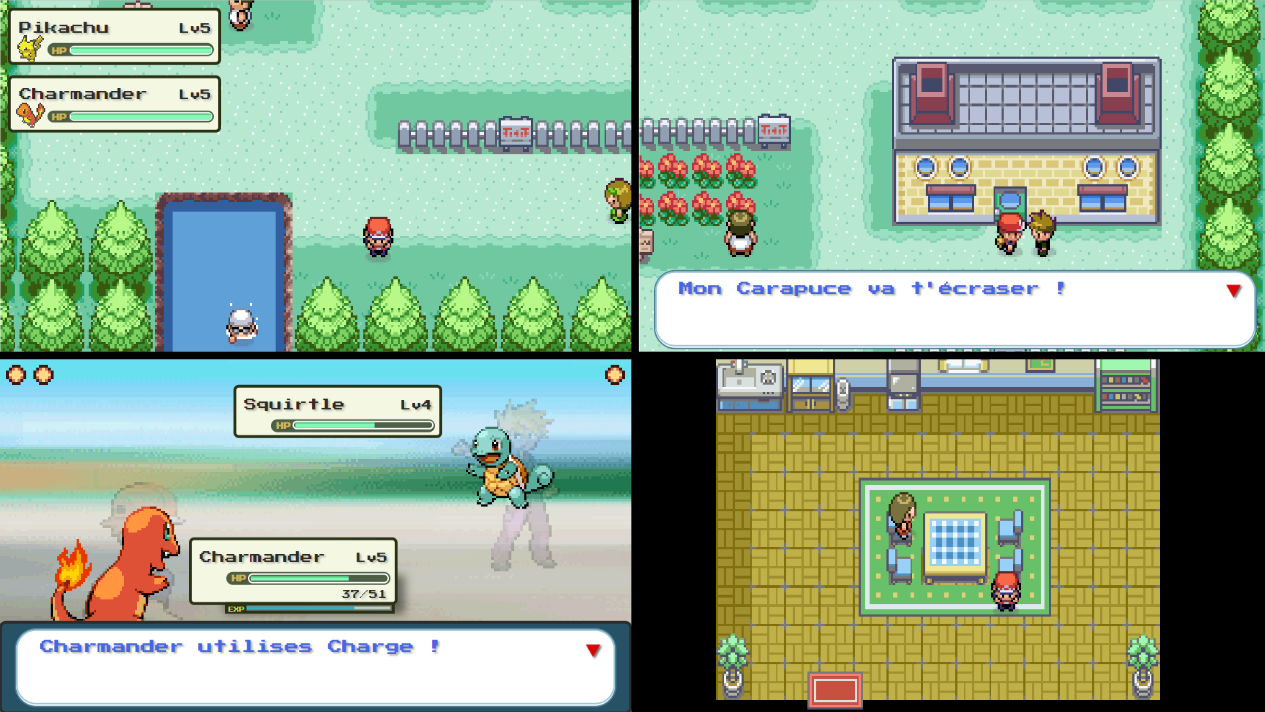 Pikachu Lv5
HP
Charmander Lv5
HP
Mon Carapuce va t'écraser !
Squirtle Lv4
HP
Charmander Lv5
HP
37/51
EXP
Charmander utilises Charge !